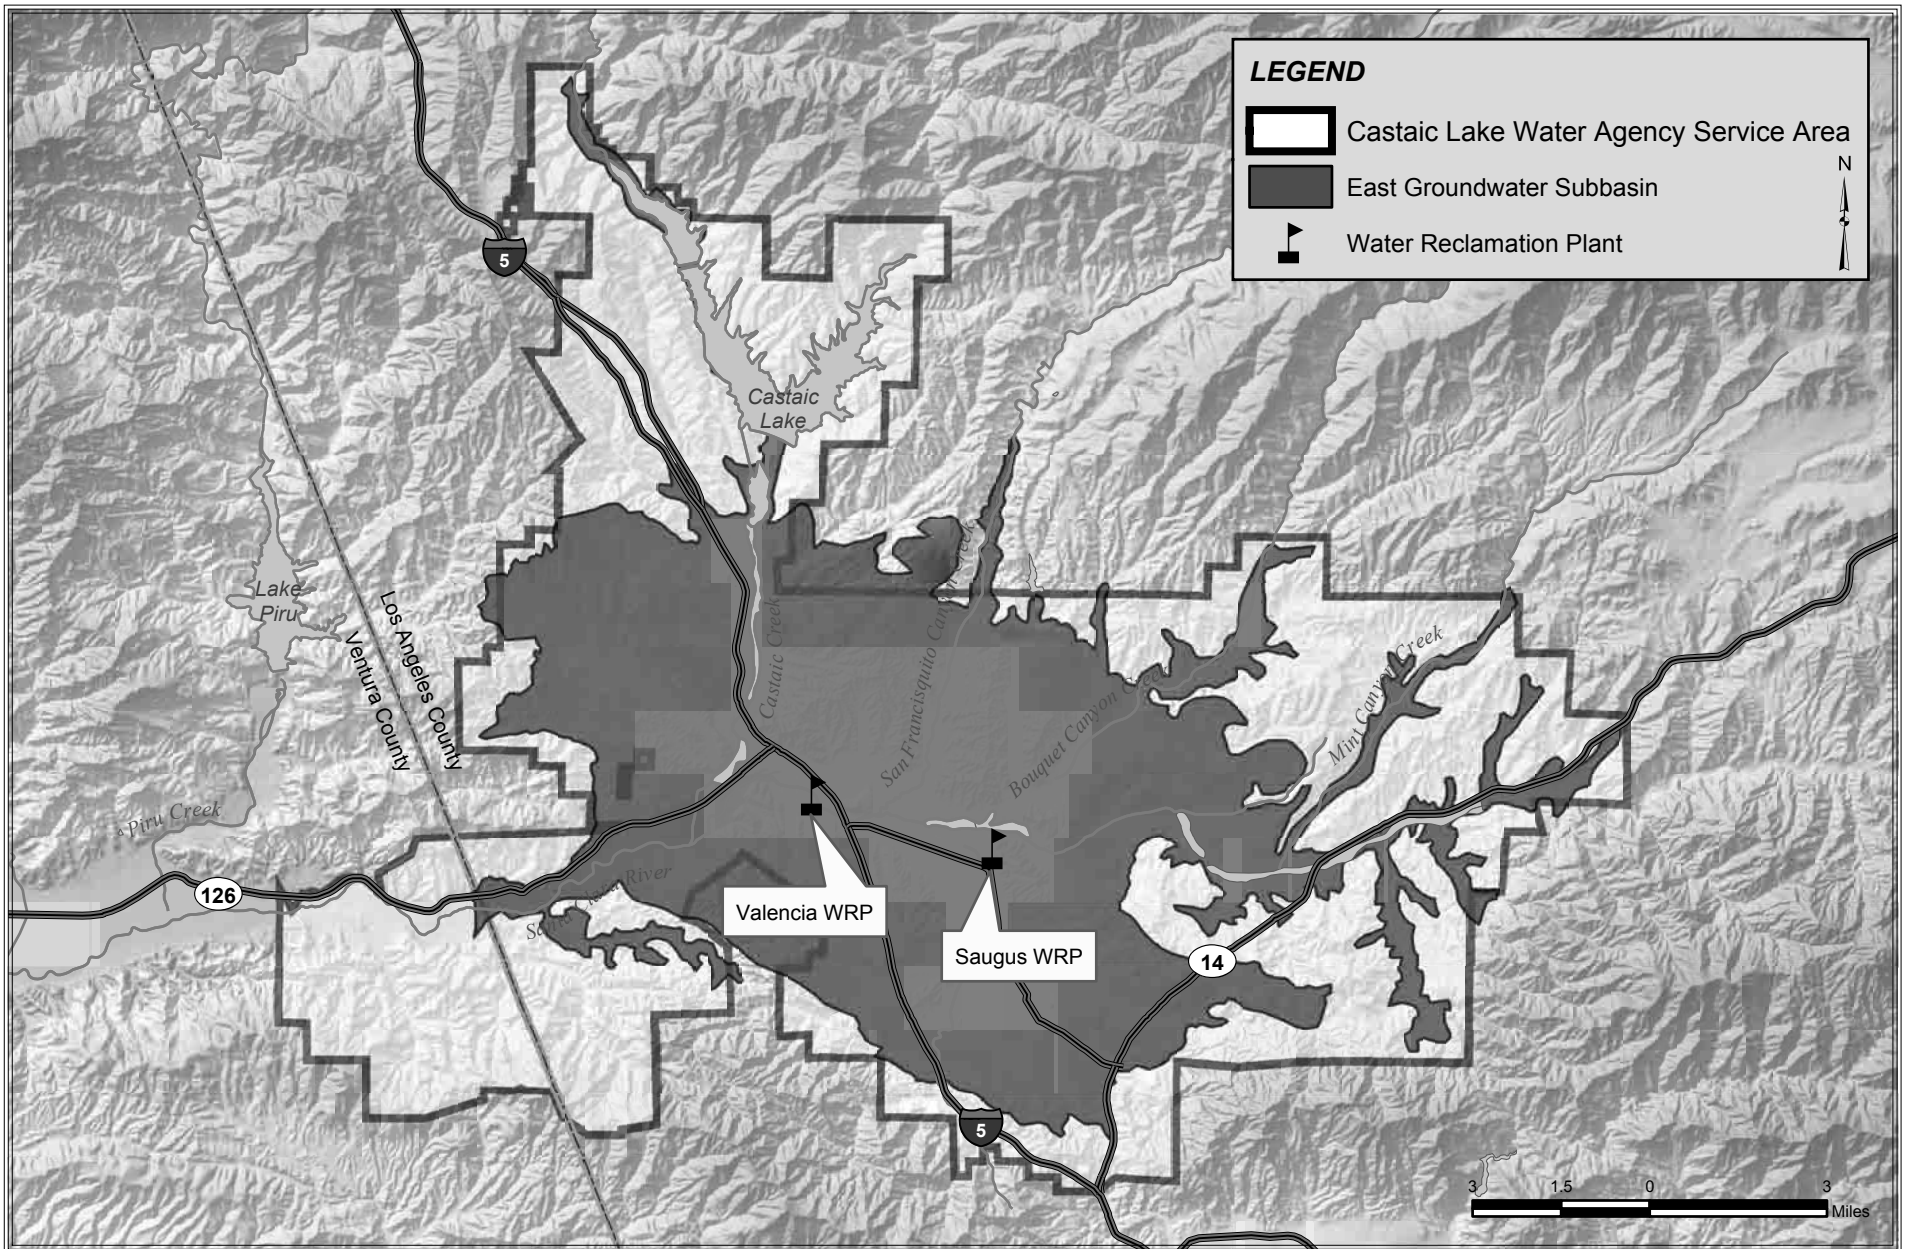 LEGEND
Castaic Lake Water Agency Service Area
N
East Groundwater Subbasin
Water Reclamation Plant
5
Castaic
Lake
Lake
Piru
Los Angeles County
Ventura County
Castaic Creek
San Francisquito Canyon Creek
Bouquet Canyon Creek
Mint Canyon Creek
Piru Creek
126
Santa Clara River
Valencia WRP
Saugus WRP
14
5
3 1.5 0 3
Miles